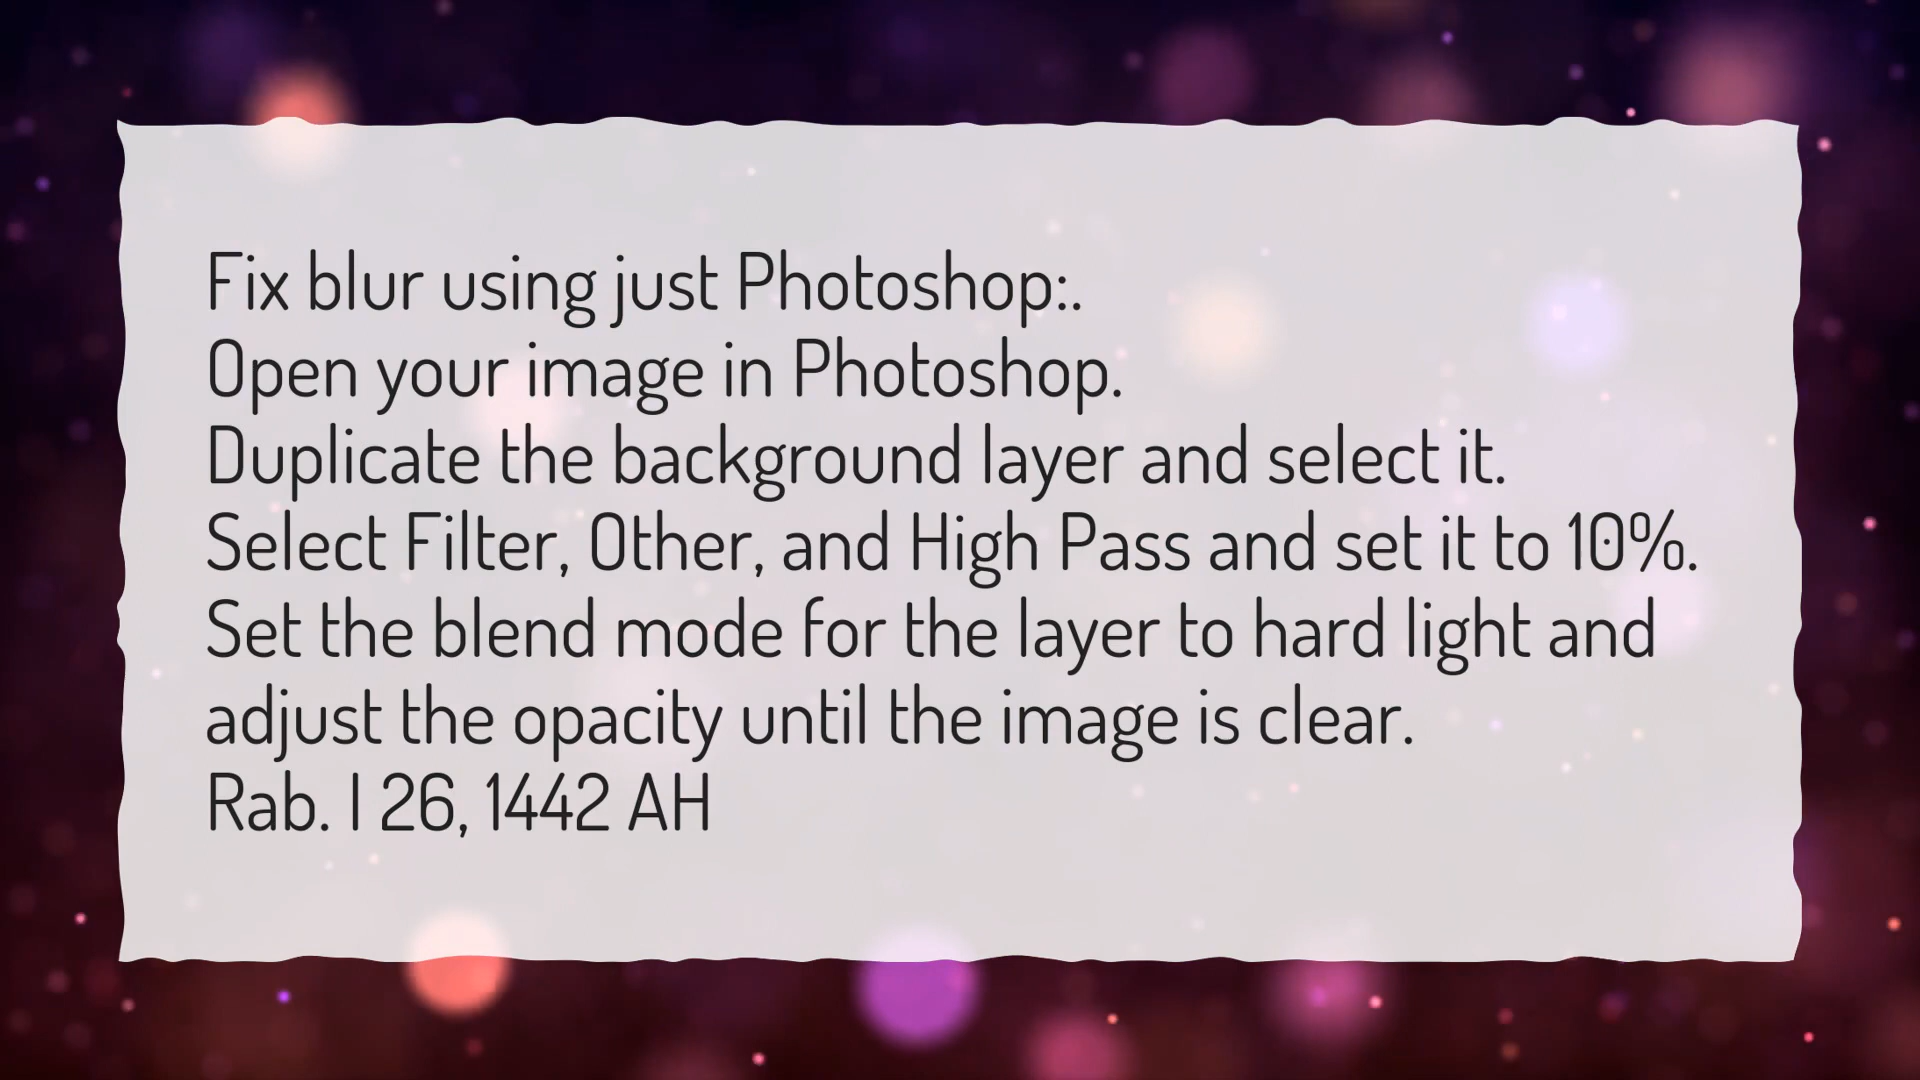 Fix blur using just Photoshop:.
Open your image in Photoshop.
Duplicate the background layer and select it.
Select Filter, Other, and High Pass and set it to 10%.
Set the blend mode for the layer to hard light and
adjust the opacity until the image is clear.
Rab. I 26, 1442 AH